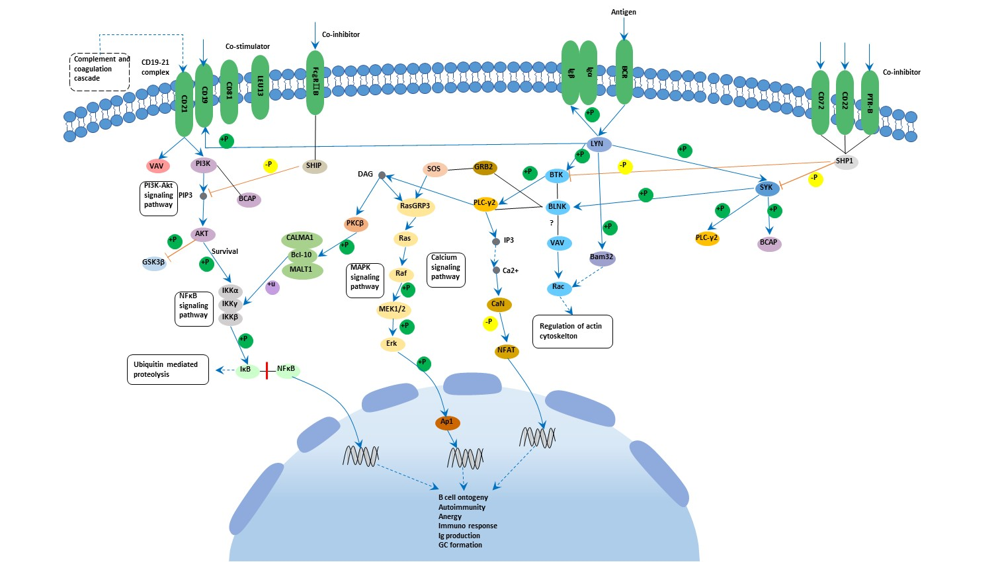 Antigen
Co-inhibitor
Co-stimulator
Complement and
coagulation
cascade
CD19-21
complex
CD21
CD19
CD81
LEU13
FcgRⅡB
Igβ
Igα
BCR
CD72
CD22
PTR-B
Co-inhibitor
+P
+P
LYN
+P
+P
VAV
PI3K
-P
SHIP
SOS
GRB2
-P
SHP1
DAG
+P
BTK
-P
SYK
PI3K-Akt
signaling
pathway
PIP3
BCAP
RasGRP3
PLC-γ2
BLNK
+P
+P
+P
?
PKCβ
AKT
Survival
CALMA1
Bcl-10
MALT1
+P
Ras
IP3
VAV
+P
PLC-γ2
BCAP
+P
GSK3β
+P
Bam32
MAPK
signaling
pathway
Raf
Calcium
signaling
pathway
Ca2+
+u
+P
Rac
IKKα
IKKγ
IKKβ
NFκB
signaling
pathway
MEK1/2
CaN
+P
-P
Regulation of actin
cytoskelton
+P
Erk
NFAT
Ubiquitin mediated
proteolysis
IκB
NFκB
+P
Ap1
B cell ontogeny
Autoimmunity
Anergy
Immuno response
Ig production
GC formation